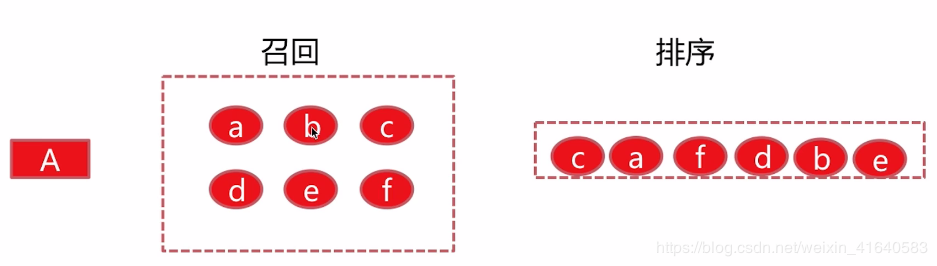 召回 排序
A
a b c
d e f
c a f d b e
https://blog.csdn.net/weixin_41640583